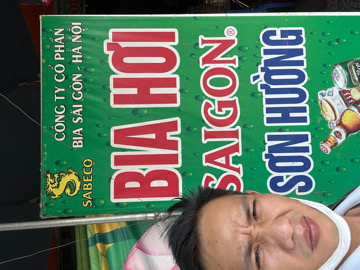 CÔNG TY CỔ PHẦN
BIA SÀI GÒN - HÀ NỘI
SABECO
BIA HƠI
SAIGON®
SƠN HƯỜNG